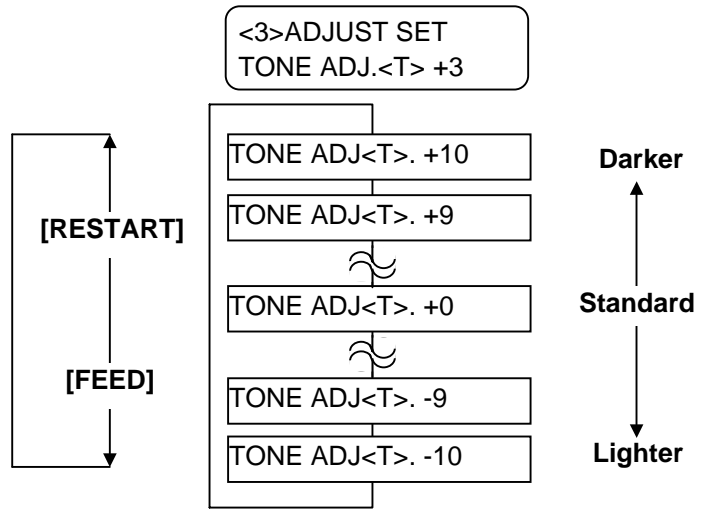 <3>ADJUST SET
TONE ADJ.<T> +3
TONE ADJ<T>. +10
Darker
TONE ADJ<T>. +9
[RESTART]
TONE ADJ<T>. +0
Standard
[FEED]
TONE ADJ<T>. -9
TONE ADJ<T>. -10
Lighter